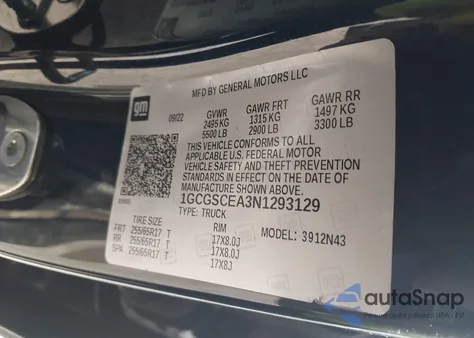 MFD BY GENERAL MOTORS LLC
gm
09/22
GVWR GAWR FRT GAWR RR
2495 KG 1315 KG 1497 KG
5500 LB 2900 LB 3300 LB
THIS VEHICLE CONFORMS TO ALL
APPLICABLE U.S. FEDERAL MOTOR
VEHICLE SAFETY AND THEFT PREVENTION
STANDARDS IN EFFECT ON THE DATE OF
MANUFACTURE SHOWN ABOVE.
1GCGSCEA3N1293129
TYPE: TRUCK
TIRE SIZE RIM MODEL: 3912N43
FRT 255/65R17 T 17X8.0J
RR 255/65R17 T 17X8.0J
SPA 255/65R17 T 17X8J
autoSnap